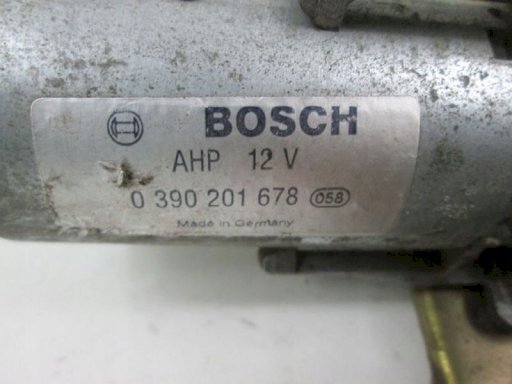 BOSCH
AHP 12 V
0 390 201 678 058
Made in Germany